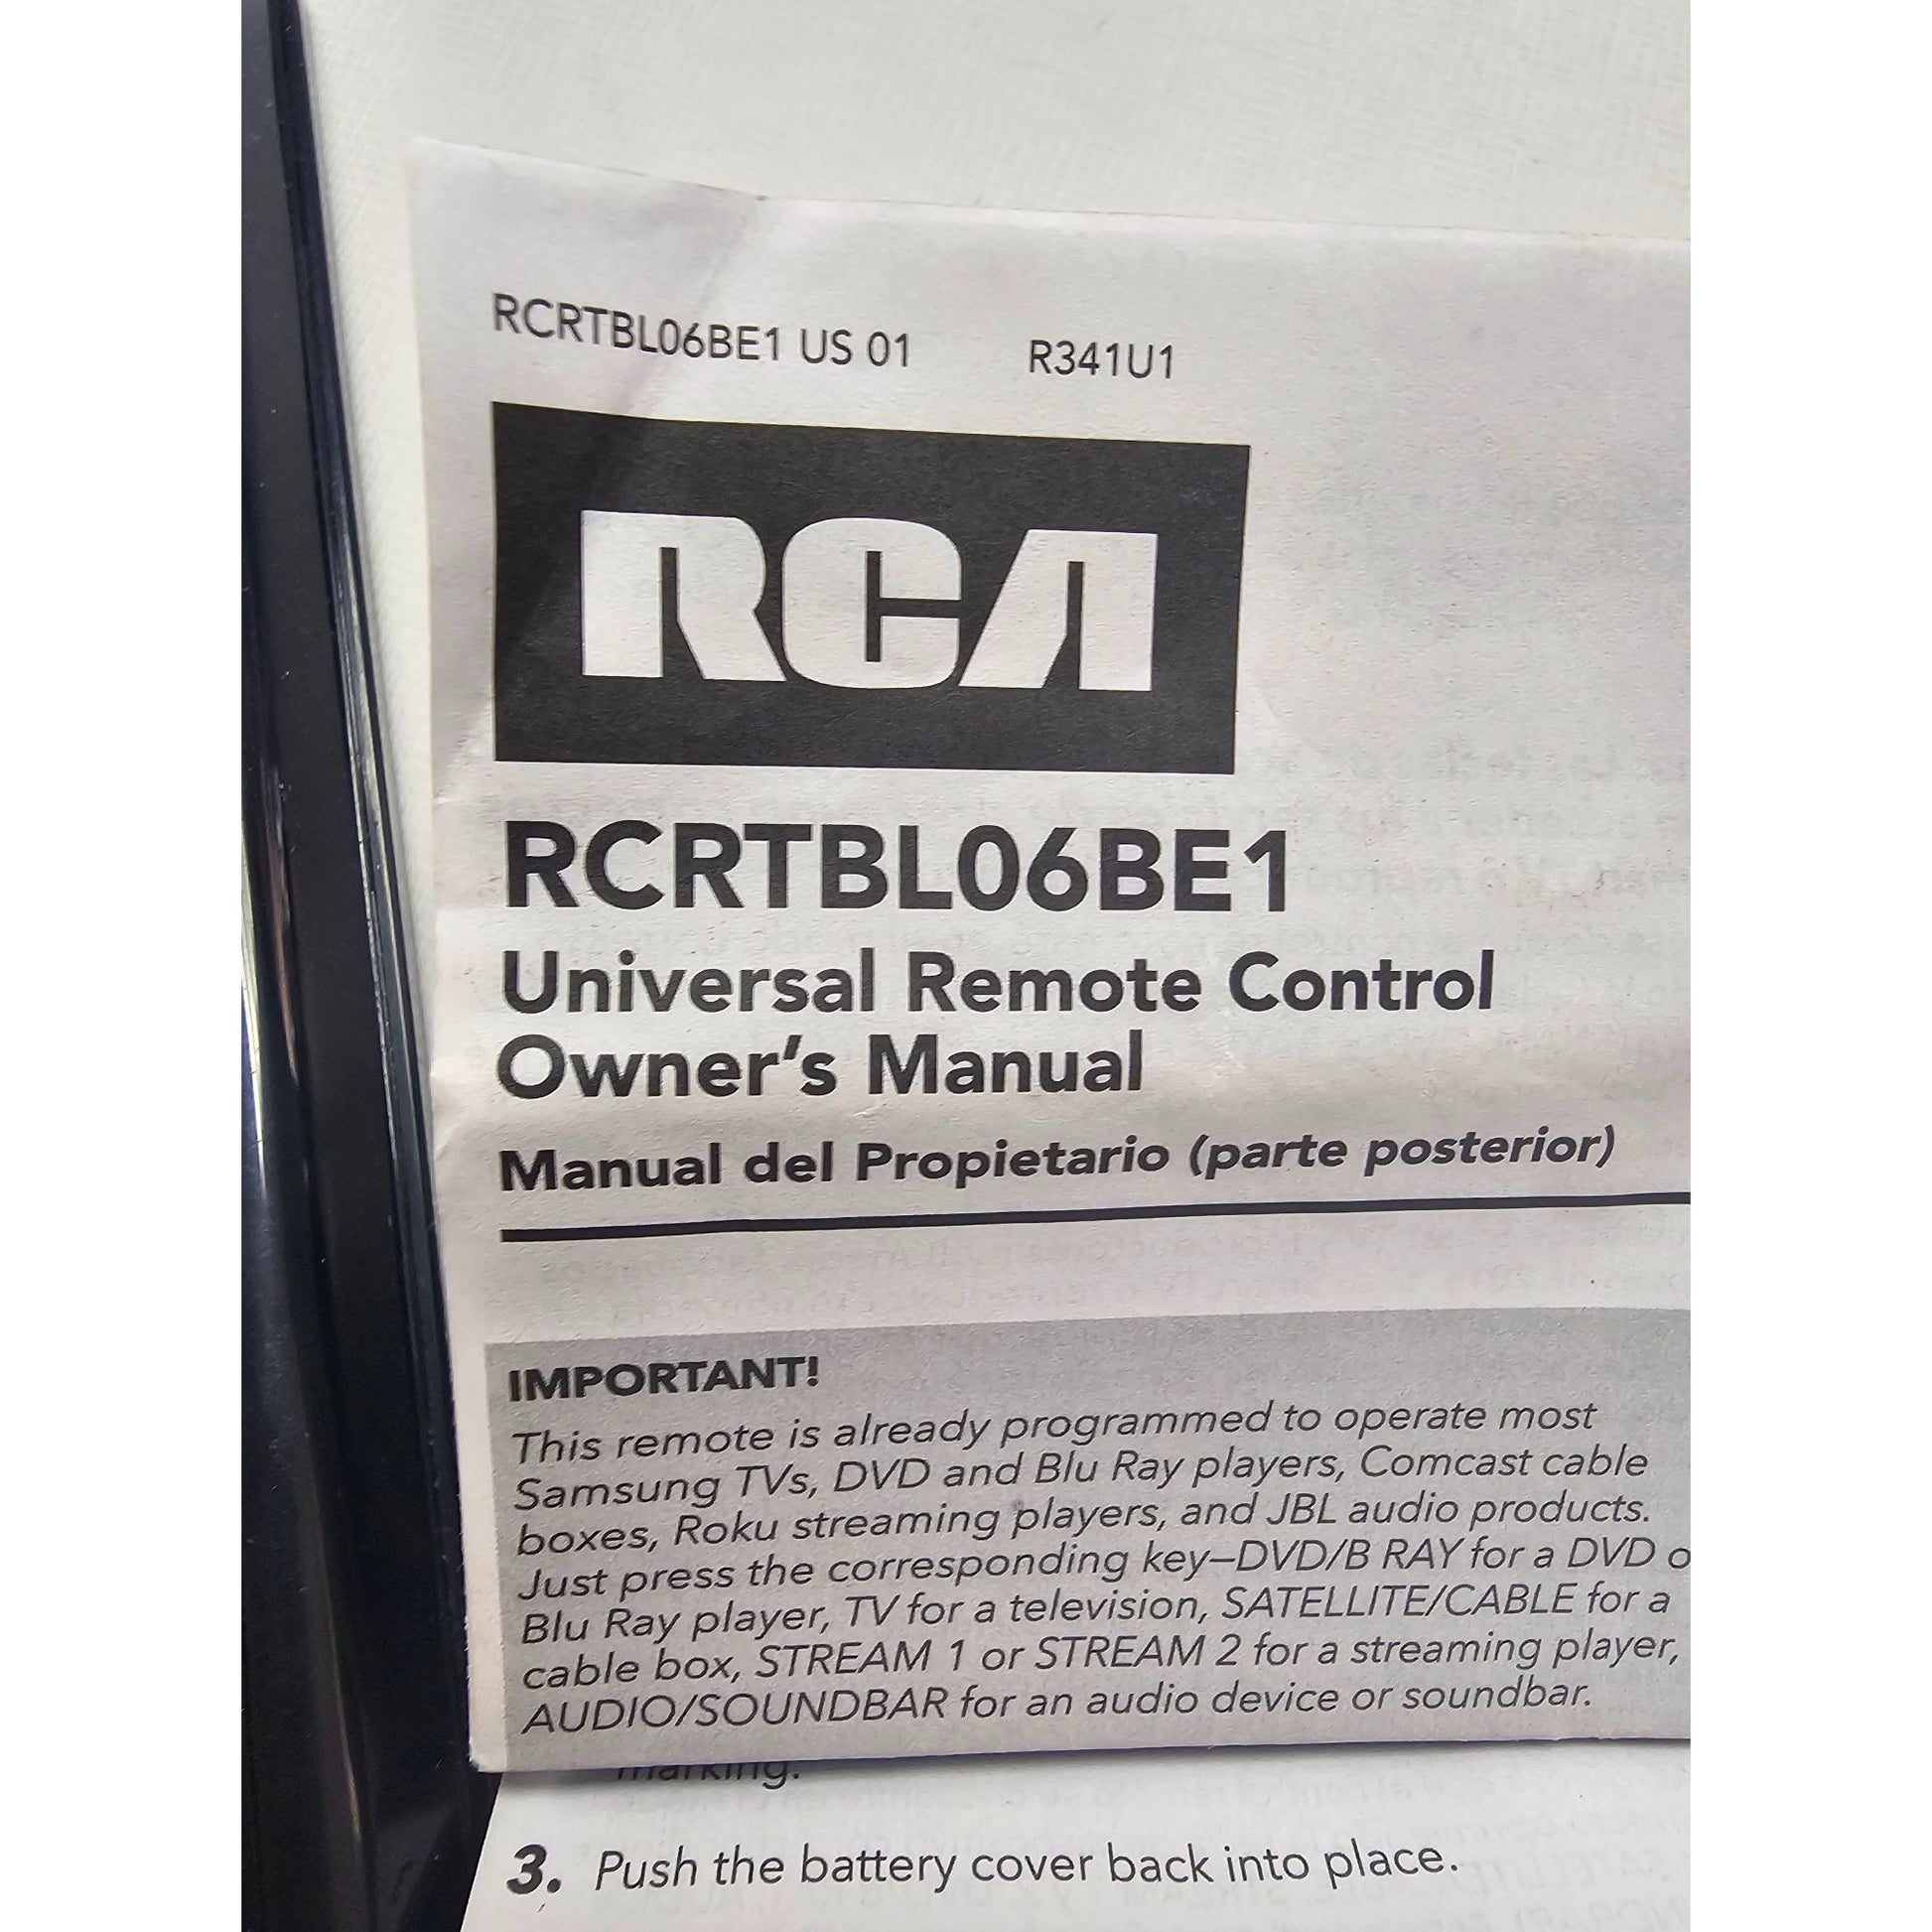 RCRTBL06BE1 US 01 R341U1
RCA
RCRTBL06BE1
Universal Remote Control
Owner's Manual
Manual del Propietario (parte posterior)
IMPORTANT!
This remote is already programmed to operate most
Samsung TVs, DVD and Blu Ray players, Comcast cable
boxes, Roku streaming players, and JBL audio products.
Just press the corresponding key–DVD/B RAY for a DVD o
Blu Ray player, TV for a television, SATELLITE/CABLE for a
cable box, STREAM 1 or STREAM 2 for a streaming player,
AUDIO/SOUNDBAR for an audio device or soundbar.
marking.
3. Push the battery cover back into place.